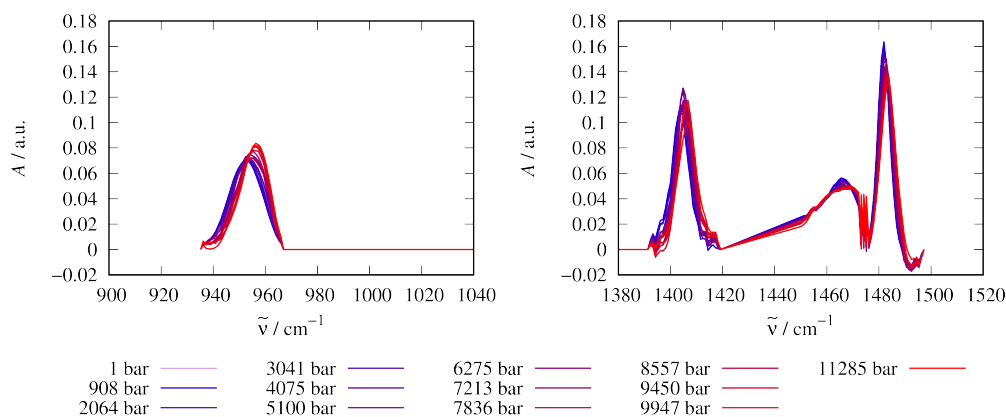 0.18 0.18
0.16 0.16
0.14 0.14
0.12 0.12
0.1 0.1
0.08 0.08
0.06 0.06
0.04 0.04
0.02 0.02
0 0
−0.02 −0.02
A / a.u. A / a.u.
900 920 940 960 980 1000 1020 1040 1380 1400 1420 1440 1460 1480 1500 1520
ν̃ / cm⁻¹ ν̃ / cm⁻¹
1 bar 3041 bar 6275 bar 8557 bar 11285 bar
908 bar 4075 bar 7213 bar 9450 bar
2064 bar 5100 bar 7836 bar 9947 bar